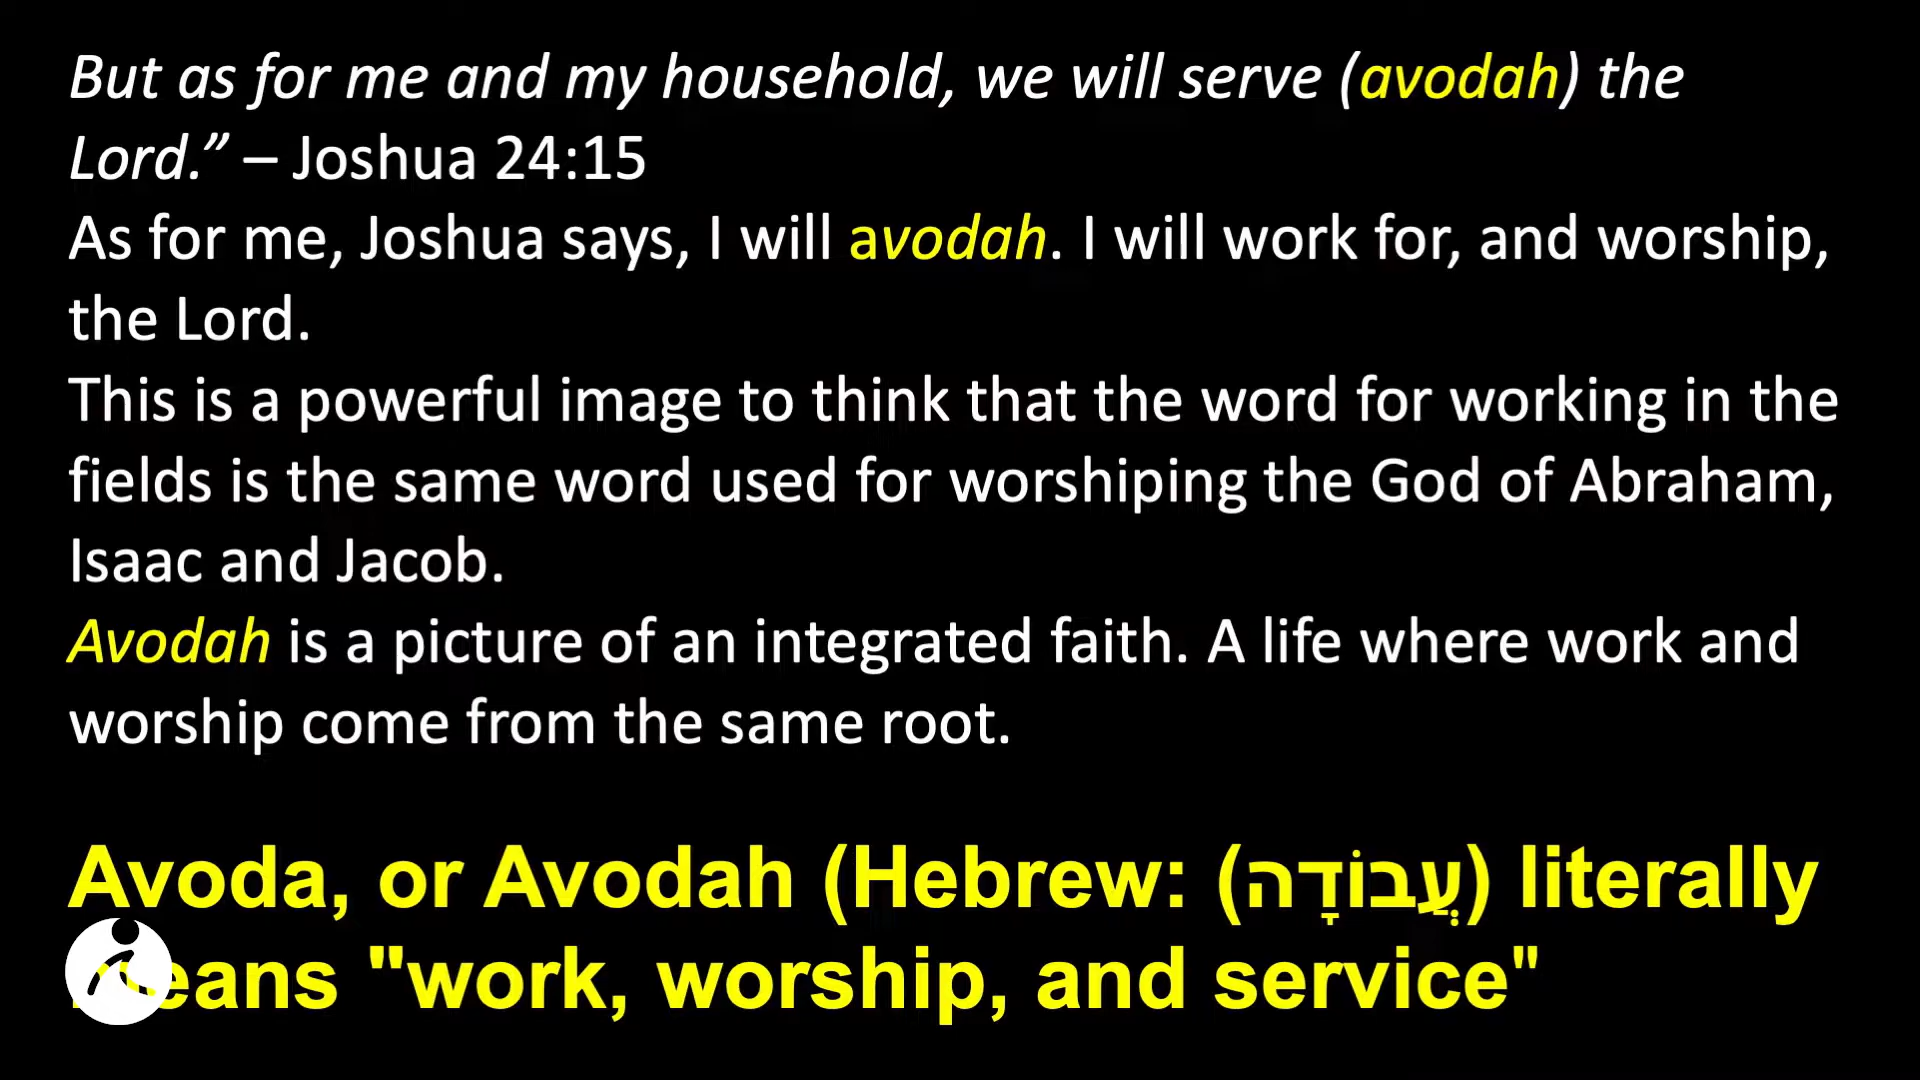 But as for me and my household, we will serve (avodah) the
Lord.” – Joshua 24:15
As for me, Joshua says, I will avodah. I will work for, and worship,
the Lord.
This is a powerful image to think that the word for working in the
fields is the same word used for worshiping the God of Abraham,
Isaac and Jacob.
Avodah is a picture of an integrated faith. A life where work and
worship come from the same root.
Avoda, or Avodah (Hebrew: (עֲבוֹדָה) literally
means "work, worship, and service"